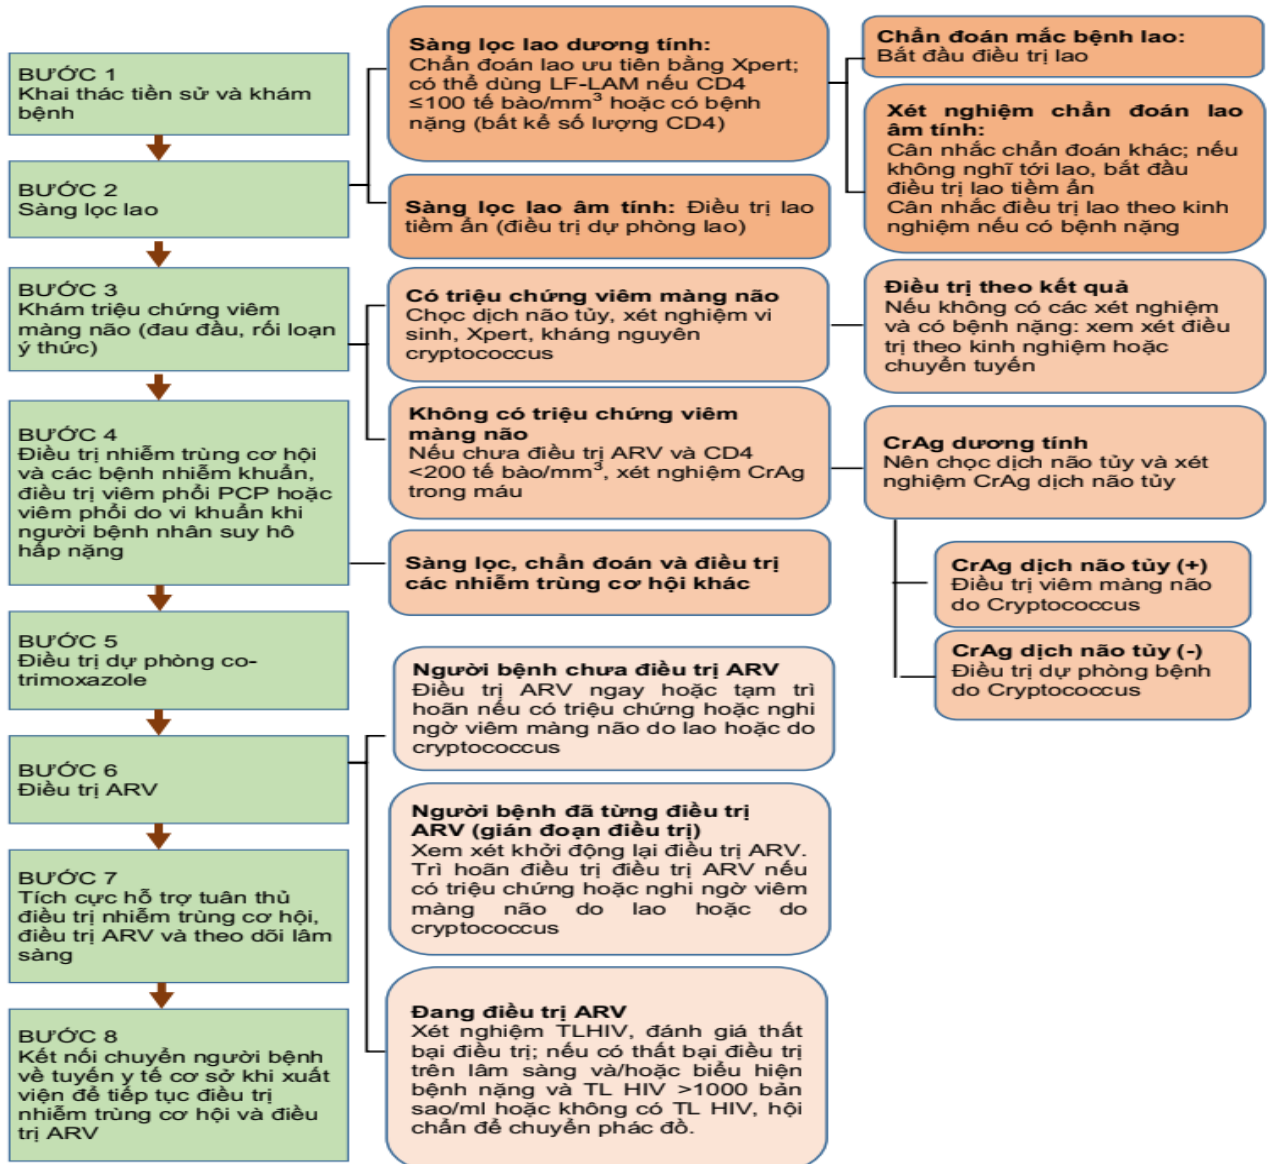 BƯỚC 1
Khai thác tiền sử và khám
bệnh
BƯỚC 2
Sàng lọc lao
BƯỚC 3
Khám triệu chứng viêm
màng não (đau đầu, rối loạn
ý thức)
BƯỚC 4
Điều trị nhiễm trùng cơ hội
và các bệnh nhiễm khuẩn,
điều trị viêm phổi PCP hoặc
viêm phổi do vi khuẩn khi
người bệnh nhân suy hô
hấp nặng
BƯỚC 5
Điều trị dự phòng co-
trimoxazole
BƯỚC 6
Điều trị ARV
BƯỚC 7
Tích cực hỗ trợ tuân thủ
điều trị nhiễm trùng cơ hội,
điều trị ARV và theo dõi lâm
sàng
BƯỚC 8
Kết nối chuyển người bệnh
về tuyến y tế cơ sở khi xuất
viện để tiếp tục điều trị
nhiễm trùng cơ hội và điều
trị ARV
Sàng lọc lao dương tính:
Chẩn đoán lao ưu tiên bằng Xpert;
có thể dùng LF-LAM nếu CD4
≤100 tế bào/mm³ hoặc có bệnh
nặng (bất kể số lượng CD4)
Sàng lọc lao âm tính: Điều trị lao
tiềm ẩn (điều trị dự phòng lao)
Có triệu chứng viêm màng não
Chọc dịch não tủy, xét nghiệm vi
sinh, Xpert, kháng nguyên
cryptococcus
Không có triệu chứng viêm
màng não
Nếu chưa điều trị ARV và CD4
<200 tế bào/mm³, xét nghiệm CrAg
trong máu
Sàng lọc, chẩn đoán và điều trị
các nhiễm trùng cơ hội khác
Người bệnh chưa điều trị ARV
Điều trị ARV ngay hoặc tạm trì
hoãn nếu có triệu chứng hoặc nghi
ngờ viêm màng não do lao hoặc do
cryptococcus
Người bệnh đã từng điều trị
ARV (gián đoạn điều trị)
Xem xét khởi động lại điều trị ARV.
Trì hoãn điều trị điều trị ARV nếu
có triệu chứng hoặc nghi ngờ viêm
màng não do lao hoặc do
cryptococcus
Đang điều trị ARV
Xét nghiệm TLHIV, đánh giá thất
bại điều trị; nếu có thất bại điều trị
trên lâm sàng và/hoặc biểu hiện
bệnh nặng và TL HIV >1000 bản
sao/ml hoặc không có TL HIV, hội
chẩn để chuyển phác đồ.
Chẩn đoán mắc bệnh lao:
Bắt đầu điều trị lao
Xét nghiệm chẩn đoán lao
âm tính:
Cân nhắc chẩn đoán khác; nếu
không nghĩ tới lao, bắt đầu
điều trị lao tiềm ẩn
Cân nhắc điều trị lao theo kinh
nghiệm nếu có bệnh nặng
Điều trị theo kết quả
Nếu không có các xét nghiệm
và có bệnh nặng: xem xét điều
trị theo kinh nghiệm hoặc
chuyển tuyến
CrAg dương tính
Nên chọc dịch não tủy và xét
nghiệm CrAg dịch não tủy
CrAg dịch não tủy (+)
Điều trị viêm màng não
do Cryptococcus
CrAg dịch não tủy (-)
Điều trị dự phòng bệnh
do Cryptococcus